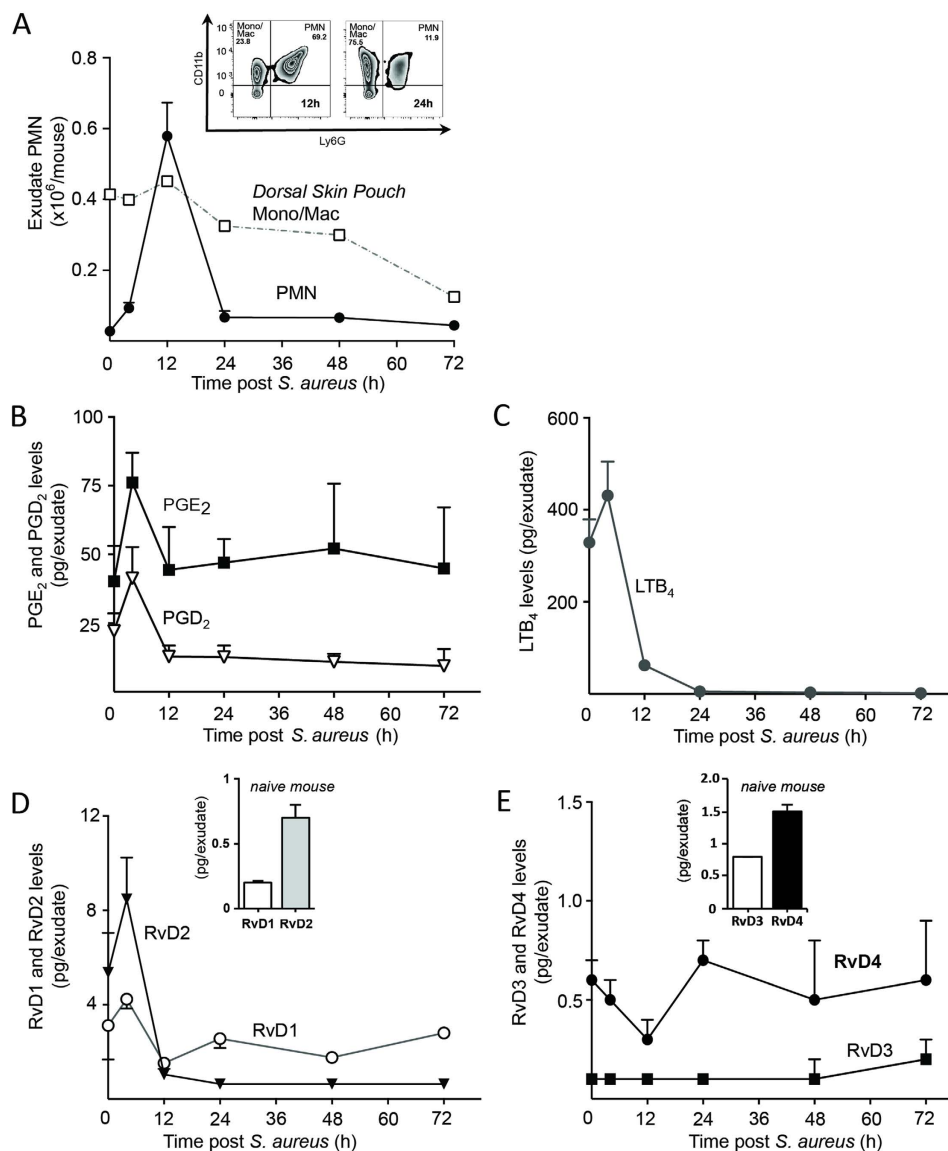 A
Mono/
Mac
23.8
PMN
69.2
12h
Mono/
Mac
75.5
PMN
11.9
24h
CD11b
10⁵
10⁴
10³
0
Ly6G
Exudate PMN
(x10⁶/mouse)
0.8
0.6
0.4
0.2
Dorsal Skin Pouch
Mono/Mac
PMN
0 12 24 36 48 60 72
Time post S. aureus (h)
B
PGE₂ and PGD₂ levels
(pg/exudate)
100
75
50
25
PGE₂
PGD₂
0 12 24 36 48 60 72
Time post S. aureus (h)
C
LTB₄ levels (pg/exudate)
600
400
200
LTB₄
0 12 24 36 48 60 72
Time post S. aureus (h)
D
RvD1 and RvD2 levels
(pg/exudate)
12
8
4
RvD2
RvD1
0 12 24 36 48 60 72
Time post S. aureus (h)
naive mouse
(pg/exudate)
1
0
RvD1 RvD2
E
RvD3 and RvD4 levels
(pg/exudate)
1.5
1.0
0.5
RvD4
RvD3
0 12 24 36 48 60 72
Time post S. aureus (h)
naive mouse
(pg/exudate)
2.0
1.5
1
0.5
0
RvD3 RvD4